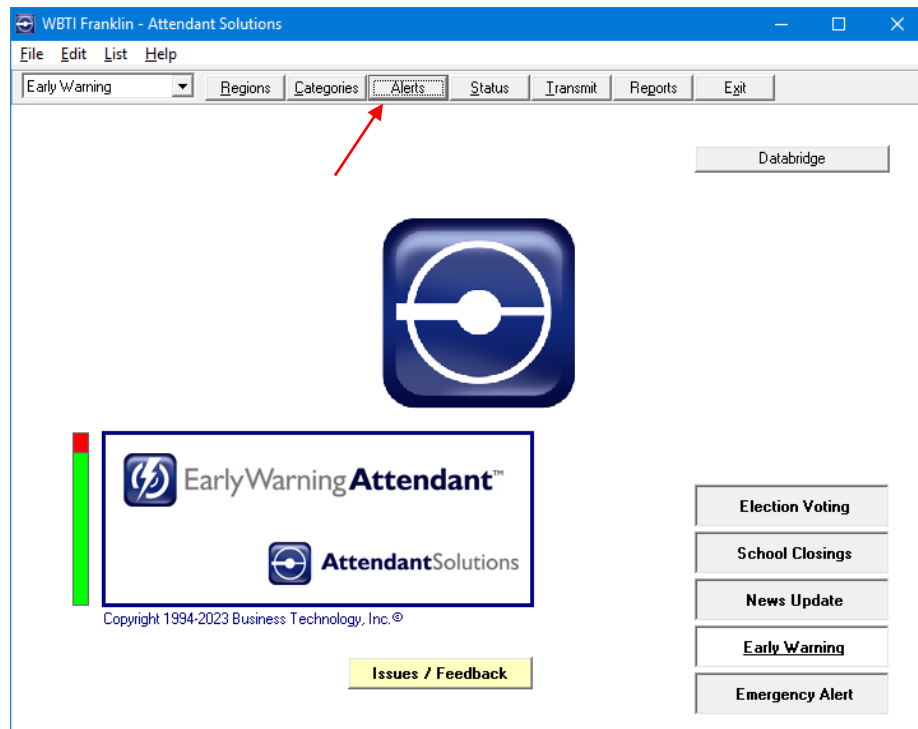 WBTI Franklin - Attendant Solutions
File Edit List Help
Early Warning Regions Categories Alerts Status Transmit Reports Exit
Databridge
EarlyWarningAttendant™
AttendantSolutions
Copyright 1994-2023 Business Technology, Inc.©
Issues / Feedback
Election Voting
School Closings
News Update
Early Warning
Emergency Alert